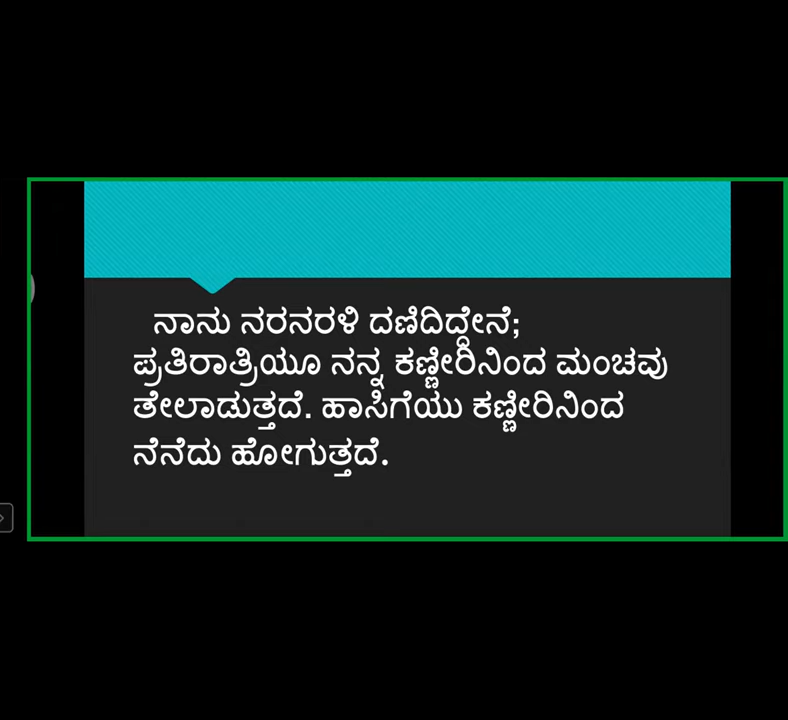 ನಾನು ನರನರಳಿ ದಣಿದಿದ್ದೇನೆ;
ಪ್ರತಿರಾತ್ರಿಯೂ ನನ್ನ ಕಣ್ಣೀರಿನಿಂದ ಮಂಚವು
ತೇಲಾಡುತ್ತದೆ. ಹಾಸಿಗೆಯು ಕಣ್ಣೀರಿನಿಂದ
ನೆನೆದು ಹೋಗುತ್ತದೆ.